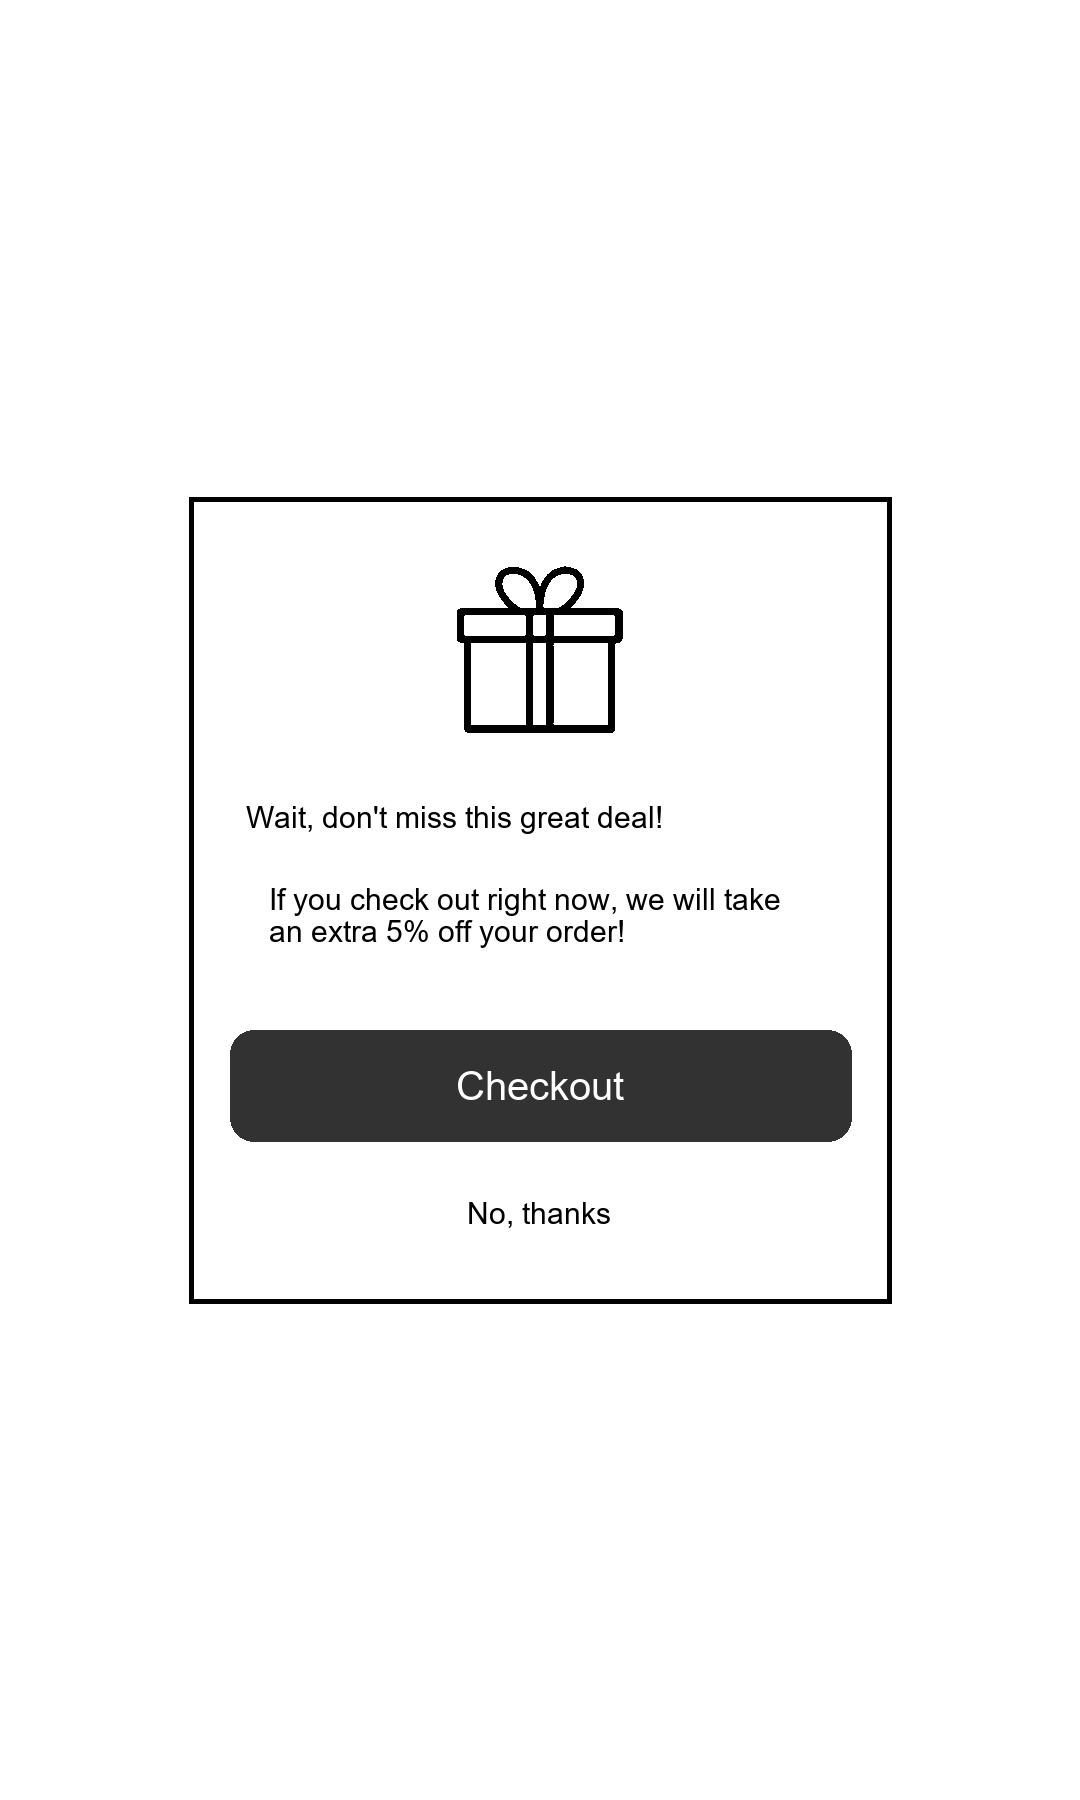 Wait, don't miss this great deal!
If you check out right now, we will take
an extra 5% off your order!
Checkout
No, thanks